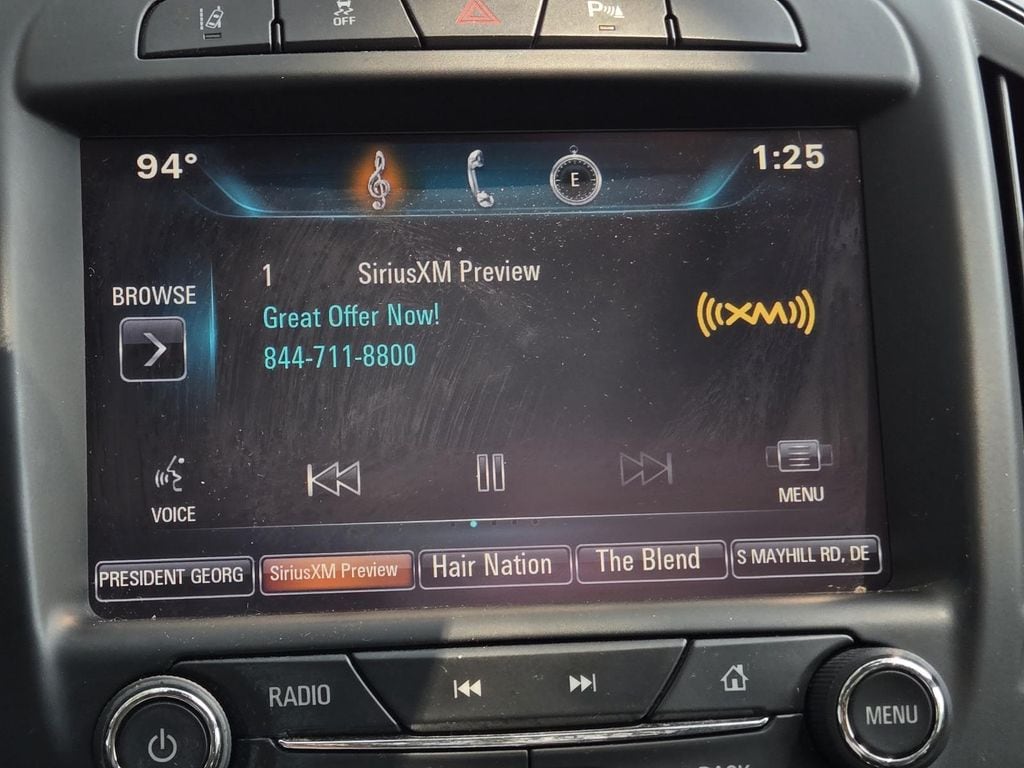 OFF
P
94°
E
1:25
1 SiriusXM Preview
BROWSE
Great Offer Now!
XM
844-711-8800
VOICE
MENU
PRESIDENT GEORG
SiriusXM Preview
Hair Nation
The Blend
S MAYHILL RD, DE
RADIO
MENU
BACK